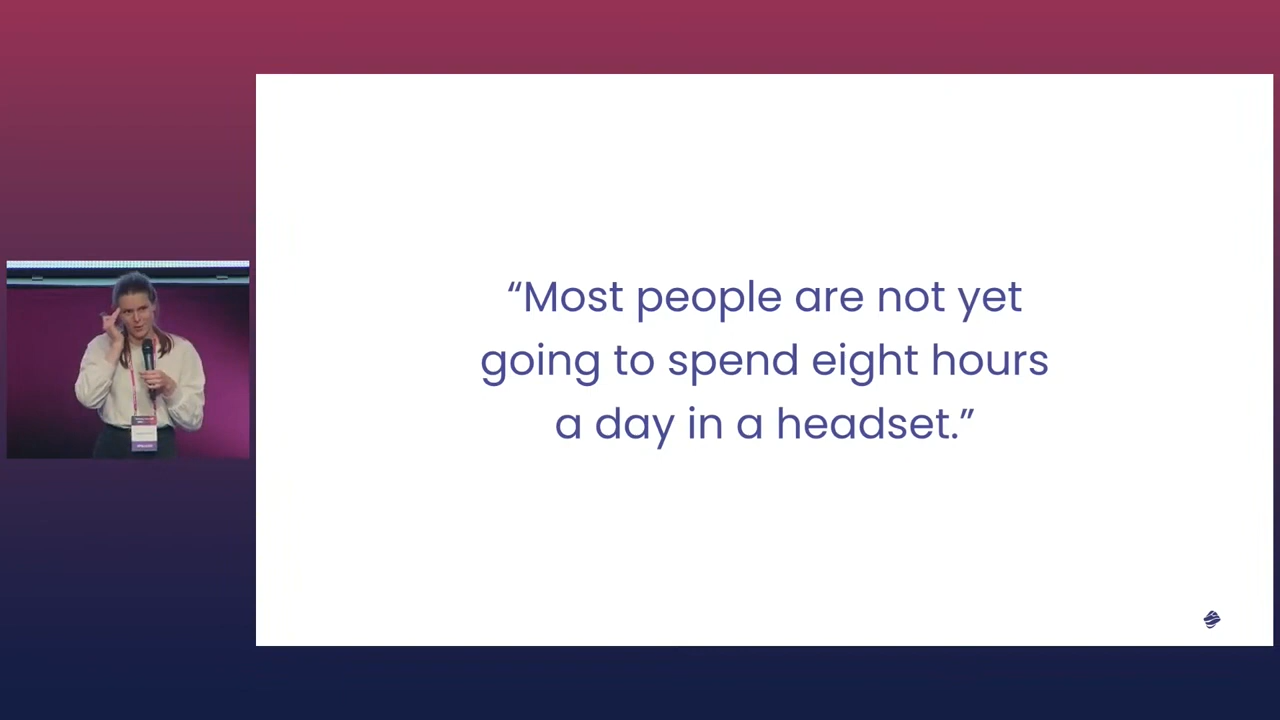 “Most people are not yet
going to spend eight hours
a day in a headset.”